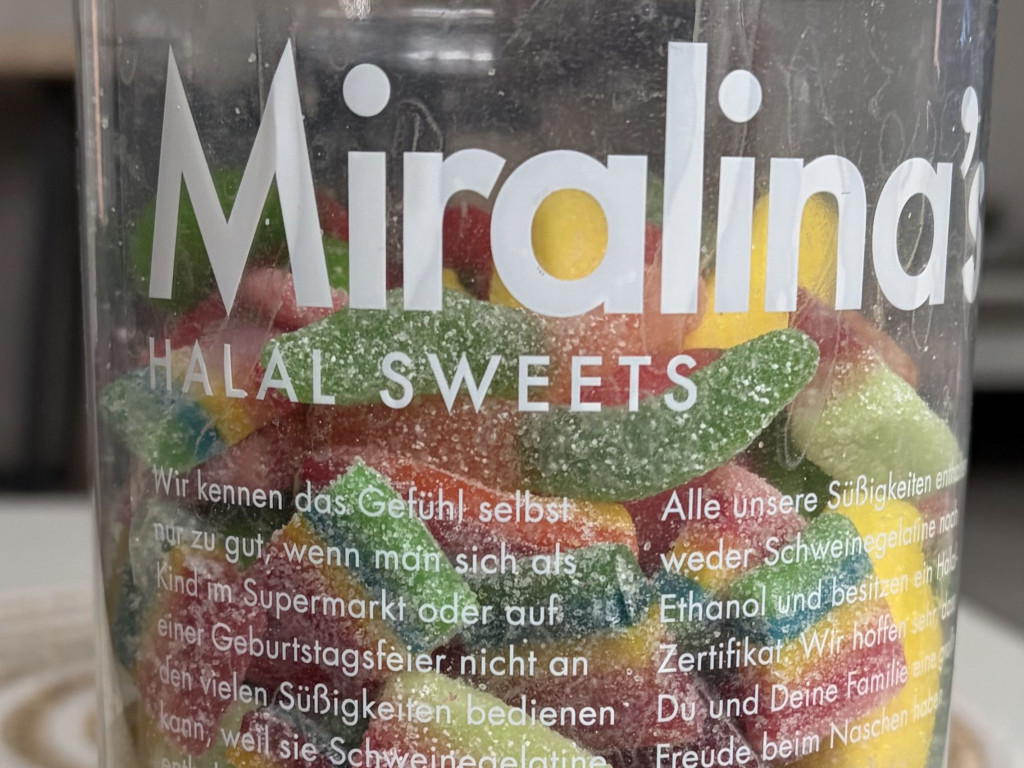 Miralina's
HALAL SWEETS
Wir kennen das Gefühl selbst
nur zu gut, wenn man sich als
Kind im Supermarkt oder auf
einer Geburtstagsfeier nicht an
den vielen Süßigkeiten bedienen
kann, weil sie Schweinegelatine
Alle unsere Süßigkeiten
weder Schweinegelatine noch
Ethanol und besitzen ein
Zertifikat. Wir hoffen sehr
Du und Deine Familie eine
Freude beim Naschen haben